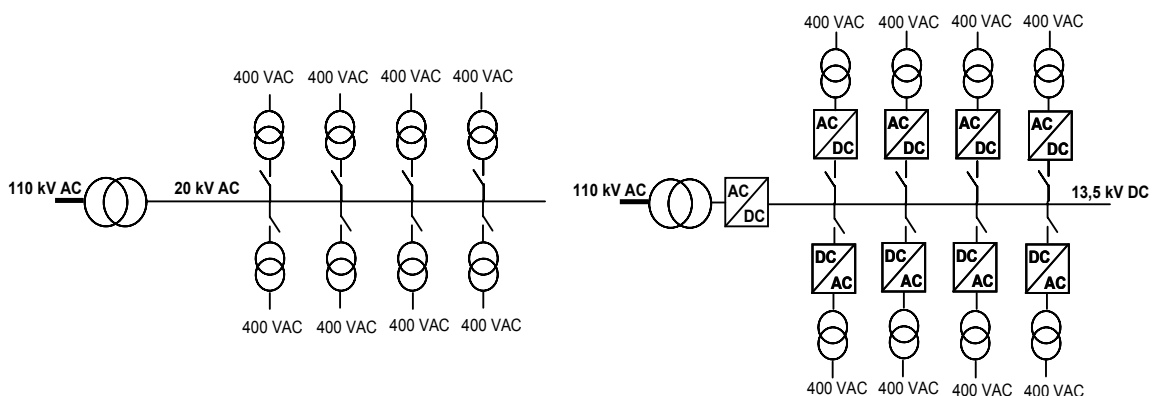 400 VAC 400 VAC 400 VAC 400 VAC
110 kV AC 20 kV AC
400 VAC 400 VAC 400 VAC 400 VAC
400 VAC 400 VAC 400 VAC 400 VAC
AC DC AC DC AC DC AC DC
110 kV AC AC DC 13,5 kV DC
DC AC DC AC DC AC DC AC
400 VAC 400 VAC 400 VAC 400 VAC